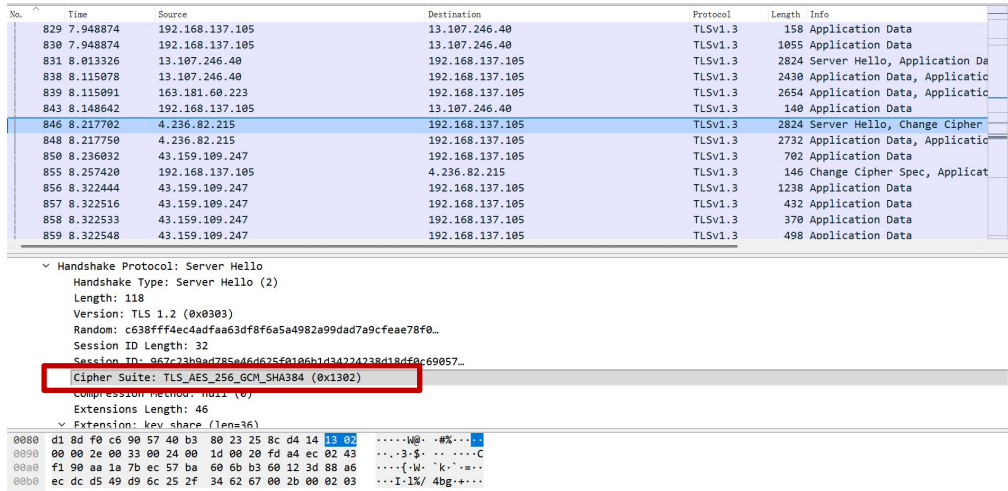 No. Time Source Destination Protocol Length Info
829 7.948874 192.168.137.105 13.107.246.40 TLSv1.3 158 Application Data
830 7.948874 192.168.137.105 13.107.246.40 TLSv1.3 1055 Application Data
831 8.013326 13.107.246.40 192.168.137.105 TLSv1.3 2824 Server Hello, Application Da
838 8.115078 13.107.246.40 192.168.137.105 TLSv1.3 2430 Application Data, Applicatio
839 8.115091 163.181.60.223 192.168.137.105 TLSv1.3 2654 Application Data, Applicatio
843 8.148642 192.168.137.105 13.107.246.40 TLSv1.3 140 Application Data
846 8.217702 4.236.82.215 192.168.137.105 TLSv1.3 2824 Server Hello, Change Cipher
848 8.217750 4.236.82.215 192.168.137.105 TLSv1.3 2732 Application Data, Applicatio
850 8.236032 43.159.109.247 192.168.137.105 TLSv1.3 702 Application Data
855 8.257420 192.168.137.105 4.236.82.215 TLSv1.3 146 Change Cipher Spec, Applicat
856 8.322444 43.159.109.247 192.168.137.105 TLSv1.3 1238 Application Data
857 8.322516 43.159.109.247 192.168.137.105 TLSv1.3 432 Application Data
858 8.322533 43.159.109.247 192.168.137.105 TLSv1.3 370 Application Data
859 8.322548 43.159.109.247 192.168.137.105 TLSv1.3 498 Application Data
Handshake Protocol: Server Hello
Handshake Type: Server Hello (2)
Length: 118
Version: TLS 1.2 (0x0303)
Random: c638fff4ec4adfaa63df8f6a5a4982a99dad7a9cfeae78f0…
Session ID Length: 32
Session ID: 967c23b9ad785e46d625f0106b1d34224238d18df0c69057…
Cipher Suite: TLS_AES_256_GCM_SHA384 (0x1302)
Compression Method: null (0)
Extensions Length: 46
Extension: key_share (len=36)
0080 d1 8d f0 c6 90 57 40 b3 80 23 25 8c d4 14 13 02 ·····W@· ·#%·····
0090 00 00 2e 00 33 00 24 00 1d 00 20 fd a4 ec 02 43 ··.·3·$· ·· ····C
00a0 f1 90 aa 1a 7b ec 57 ba 60 6b b3 60 12 3d 88 a6 ····{·W· `k·`·=··
00b0 ec dc d5 49 d9 6c 25 2f 34 62 67 00 2b 00 02 03 ···I·l%/ 4bg·+···